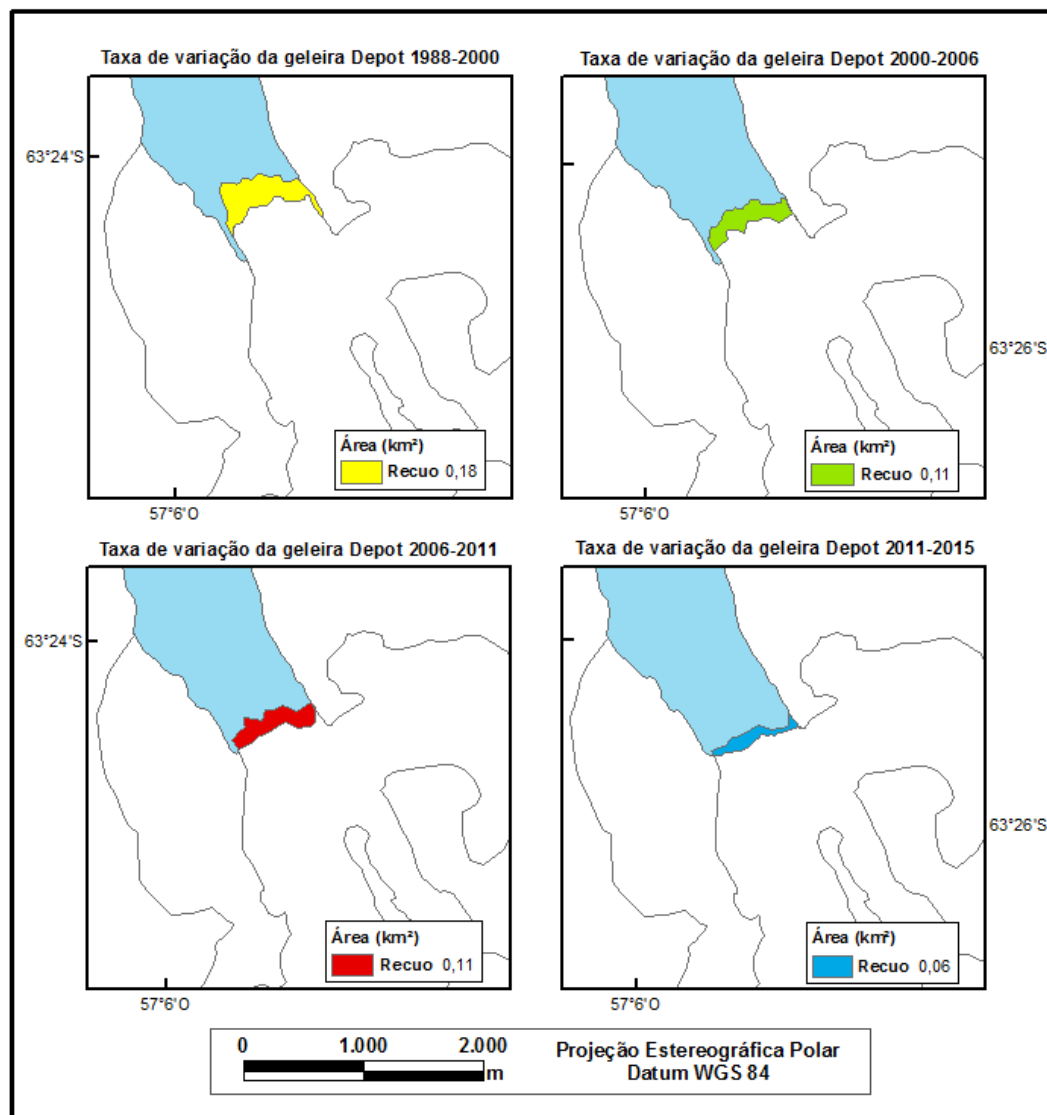 Taxa de variação da geleira Depot 1988-2000
Taxa de variação da geleira Depot 2000-2006
63°24'S
63°26'S
Área (km²)
Recuo 0,18
Área (km²)
Recuo 0,11
57°6'O
57°6'O
Taxa de variação da geleira Depot 2006-2011
Taxa de variação da geleira Depot 2011-2015
63°24'S
63°26'S
Área (km²)
Recuo 0,11
Área (km²)
Recuo 0,06
57°6'O
57°6'O
0 1.000 2.000
m
Projeção Estereográfica Polar
Datum WGS 84